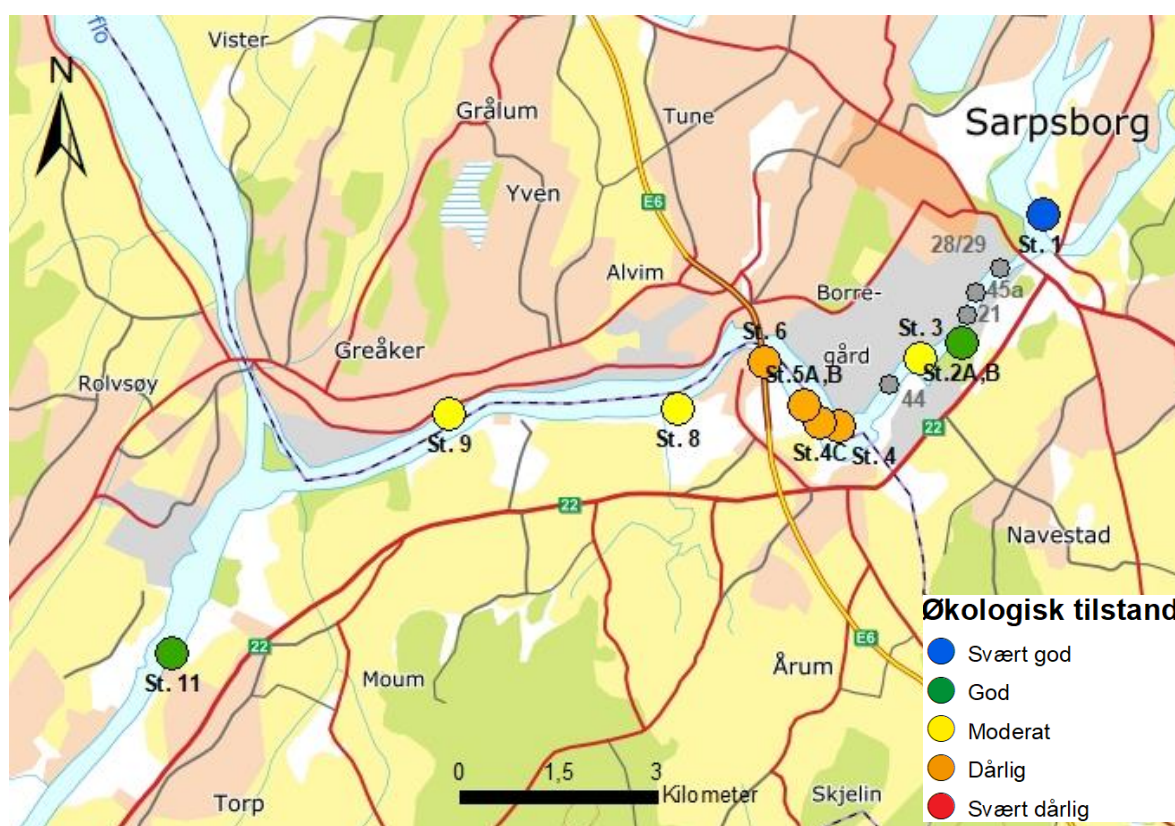 flo
Vister
N
Grålum
Tune
Sarpsborg
Yven
E6
28/29
St. 1
Alvim
Borre-
45a
21
St. 6
St. 3
Greåker
gård
Rolvsøy
St.5A,B
St.2A,B
44
St. 9
St. 8
22
St.4C
St. 4
22
Navestad
Økologisk tilstand
22
E6
Svært god
St. 11
Moum
Årum
God
Moderat
0
1,5
3
Kilometer
Dårlig
Torp
Skjelin
Svært dårlig